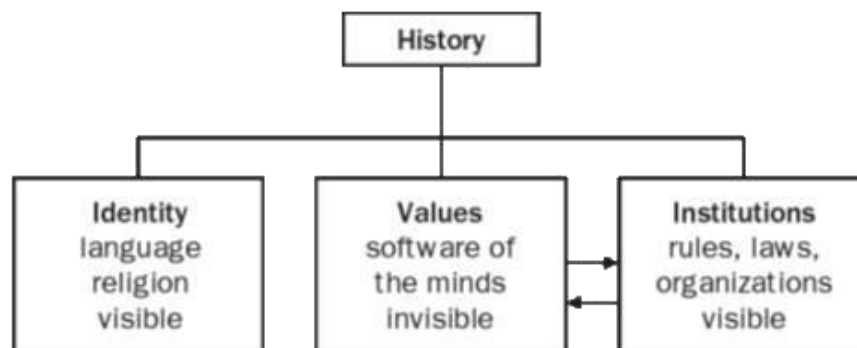 History
Identity
language
religion
visible
Values
software of
the minds
invisible
Institutions
rules, laws,
organizations
visible